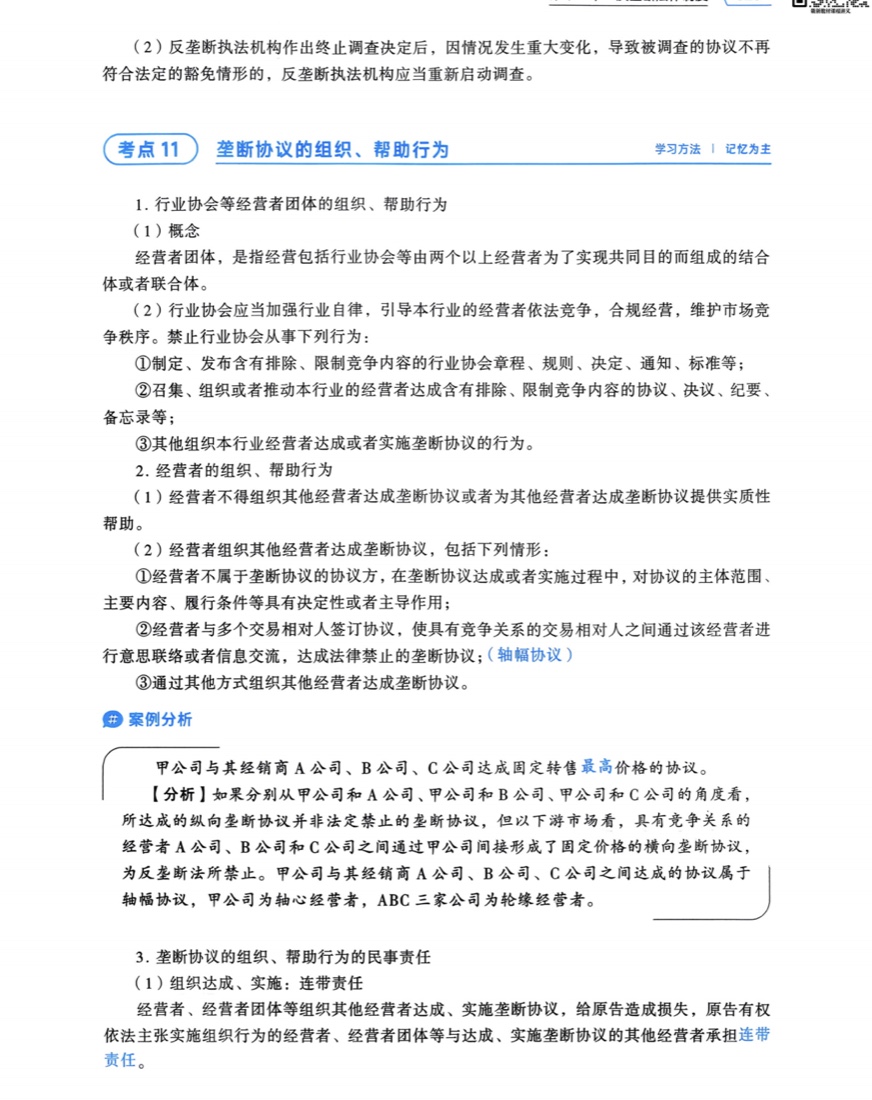 （2）反垄断执法机构作出终止调查决定后，因情况发生重大变化，导致被调查的协议不再
符合法定的豁免情形的，反垄断执法机构应当重新启动调查。
考点 11 垄断协议的组织、帮助行为 学习方法 | 记忆为主
1. 行业协会等经营者团体的组织、帮助行为
（1）概念
经营者团体，是指经营包括行业协会等由两个以上经营者为了实现共同目的而组成的结合
体或者联合体。
（2）行业协会应当加强行业自律，引导本行业的经营者依法竞争，合规经营，维护市场竞
争秩序。禁止行业协会从事下列行为：
①制定、发布含有排除、限制竞争内容的行业协会章程、规则、决定、通知、标准等；
②召集、组织或者推动本行业的经营者达成含有排除、限制竞争内容的协议、决议、纪要、
备忘录等；
③其他组织本行业经营者达成或者实施垄断协议的行为。
2. 经营者的组织、帮助行为
（1）经营者不得组织其他经营者达成垄断协议或者为其他经营者达成垄断协议提供实质性
帮助。
（2）经营者组织其他经营者达成垄断协议，包括下列情形：
①经营者不属于垄断协议的协议方，在垄断协议达成或者实施过程中，对协议的主体范围、
主要内容、履行条件等具有决定性或者主导作用；
②经营者与多个交易相对人签订协议，使具有竞争关系的交易相对人之间通过该经营者进
行意思联络或者信息交流，达成法律禁止的垄断协议；（轴幅协议）
③通过其他方式组织其他经营者达成垄断协议。
# 案例分析
甲公司与其经销商 A 公司、B 公司、C 公司达成固定转售最高价格的协议。
【分析】如果分别从甲公司和 A 公司、甲公司和 B 公司、甲公司和 C 公司的角度看，
所达成的纵向垄断协议并非法定禁止的垄断协议，但以下游市场看，具有竞争关系的
经营者 A 公司、B 公司和 C 公司之间通过甲公司间接形成了固定价格的横向垄断协议，
为反垄断法所禁止。甲公司与其经销商 A 公司、B 公司、C 公司之间达成的协议属于
轴幅协议，甲公司为轴心经营者，ABC 三家公司为轮缘经营者。
3. 垄断协议的组织、帮助行为的民事责任
（1）组织达成、实施：连带责任
经营者、经营者团体等组织其他经营者达成、实施垄断协议，给原告造成损失，原告有权
依法主张实施组织行为的经营者、经营者团体等与达成、实施垄断协议的其他经营者承担连带
责任。